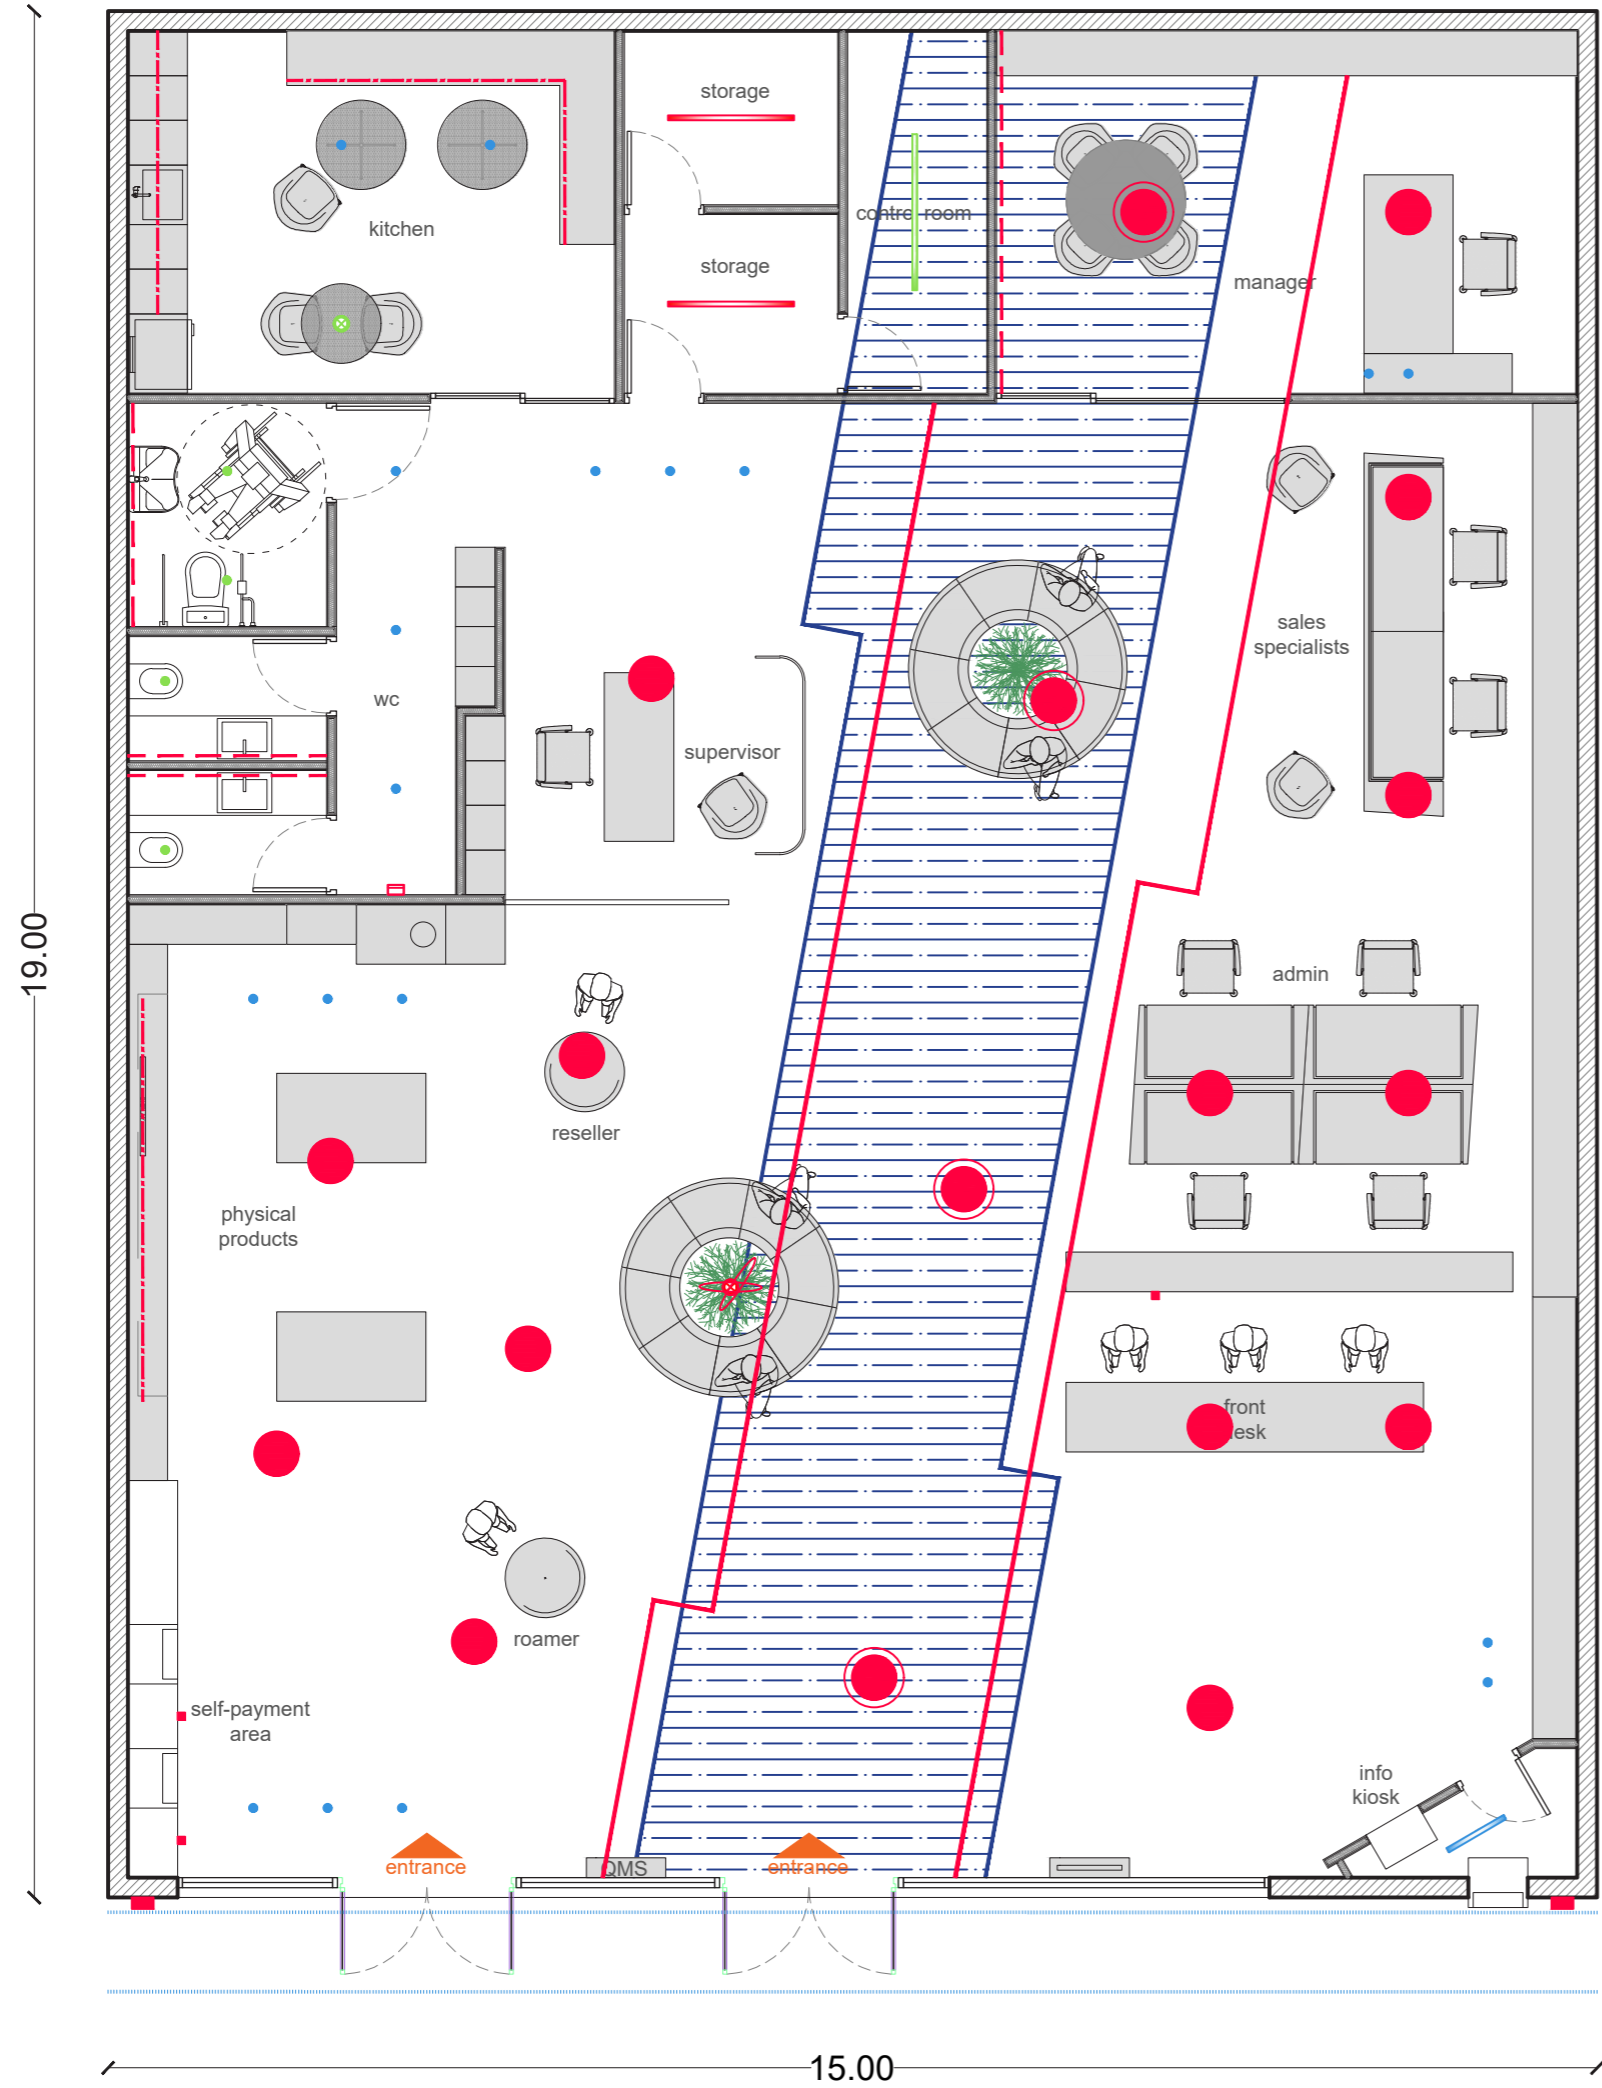 storage
control room
kitchen
storage
manager
sales
specialists
wc
supervisor
19.00
admin
reseller
physical
products
front
desk
roamer
self-payment
area
info
kiosk
entrance
QMS
entrance
15.00